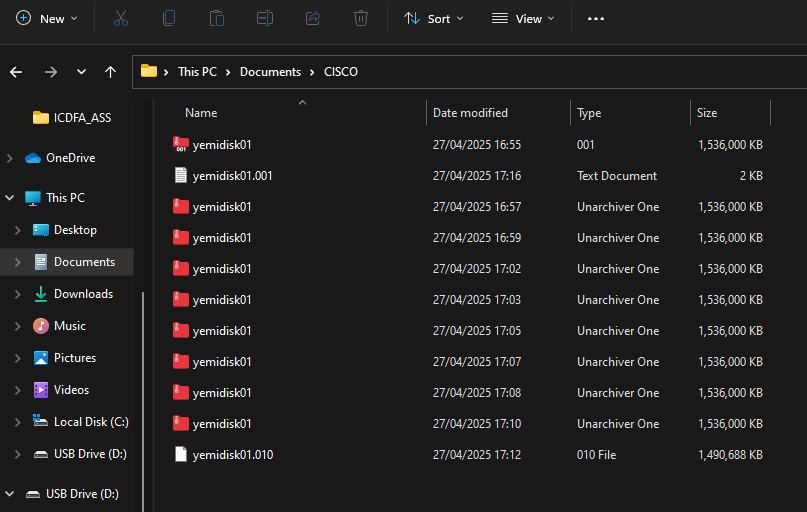 New Sort View
This PC Documents CISCO
Name Date modified Type Size
ICDFA_ASS
OneDrive
This PC
Desktop
Documents
Downloads
Music
Pictures
Videos
Local Disk (C:)
USB Drive (D:)
USB Drive (D:)
yemidisk01 27/04/2025 16:55 001 1,536,000 KB
yemidisk01.001 27/04/2025 17:16 Text Document 2 KB
yemidisk01 27/04/2025 16:57 Unarchiver One 1,536,000 KB
yemidisk01 27/04/2025 16:59 Unarchiver One 1,536,000 KB
yemidisk01 27/04/2025 17:02 Unarchiver One 1,536,000 KB
yemidisk01 27/04/2025 17:03 Unarchiver One 1,536,000 KB
yemidisk01 27/04/2025 17:05 Unarchiver One 1,536,000 KB
yemidisk01 27/04/2025 17:07 Unarchiver One 1,536,000 KB
yemidisk01 27/04/2025 17:08 Unarchiver One 1,536,000 KB
yemidisk01 27/04/2025 17:10 Unarchiver One 1,536,000 KB
yemidisk01.010 27/04/2025 17:12 010 File 1,490,688 KB